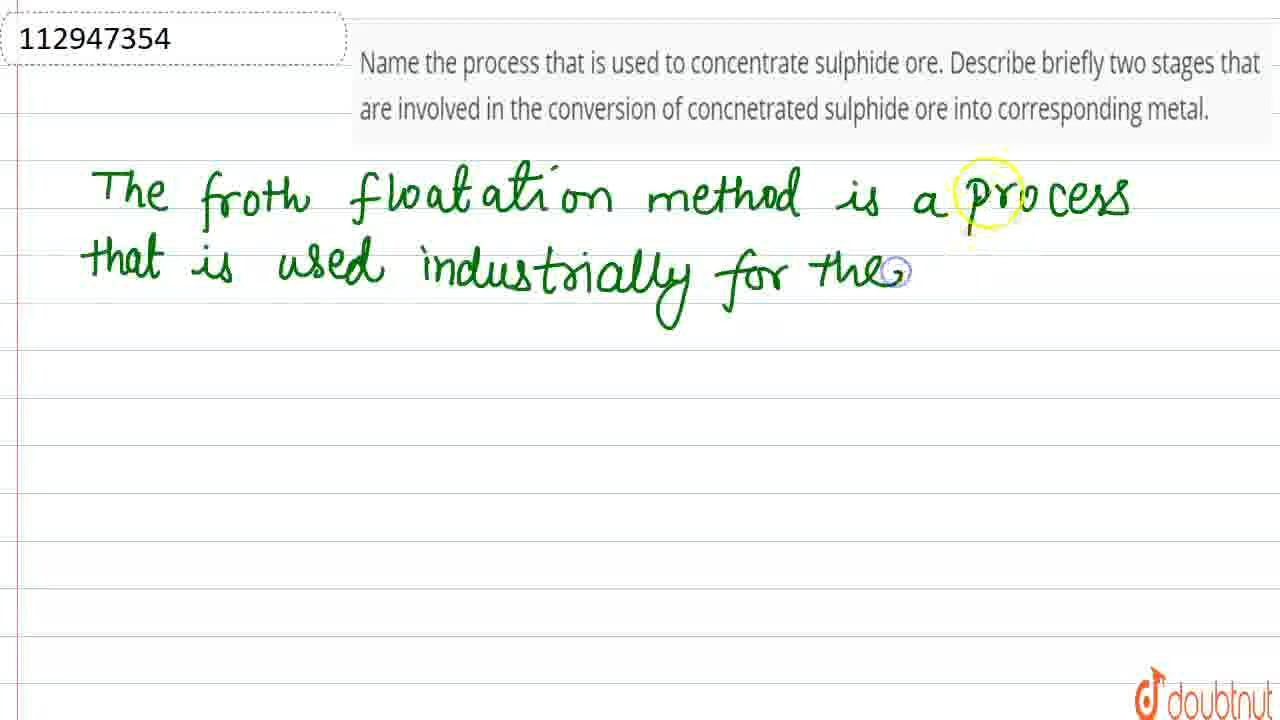 112947354
Name the process that is used to concentrate sulphide ore. Describe briefly two stages that
are involved in the conversion of concnetrated sulphide ore into corresponding metal.
The froth floatation method is a process
that is used industrially for the
doubtnut